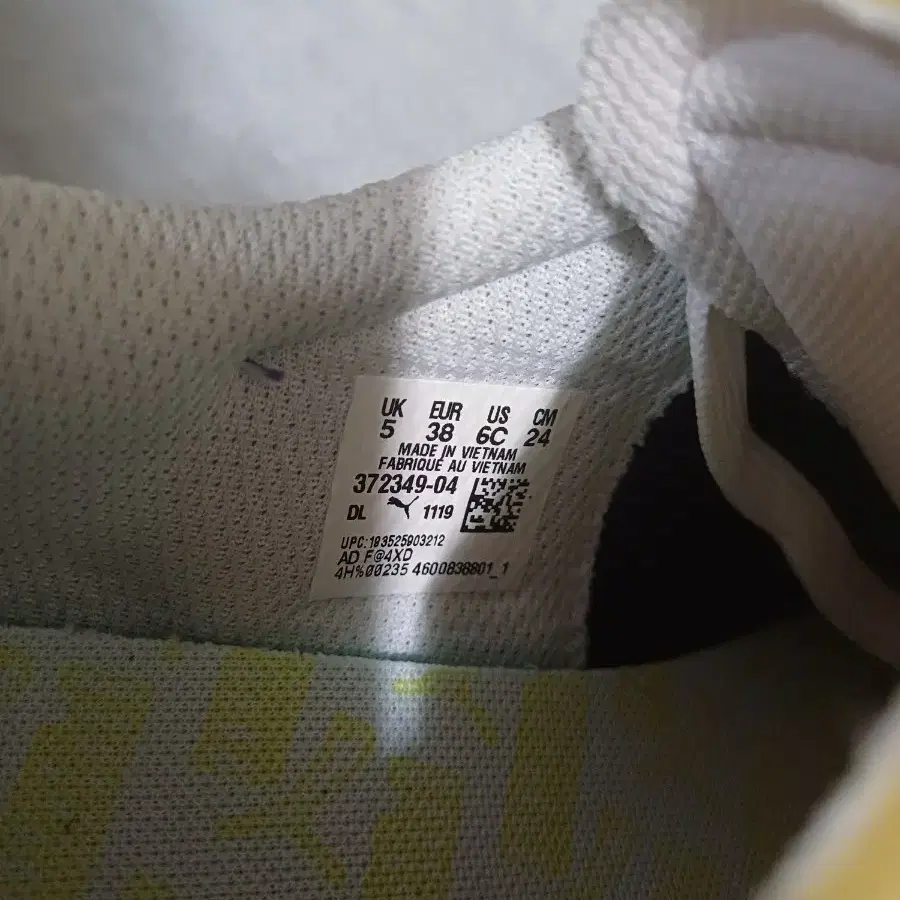 UK EUR US CM
5 38 6C 24
MADE IN VIETNAM
FABRIQUÉ AU VIETNAM
372349-04
DL 1119
UPC:193525903212
AD F@4XD
4H%00235 4600838801_1